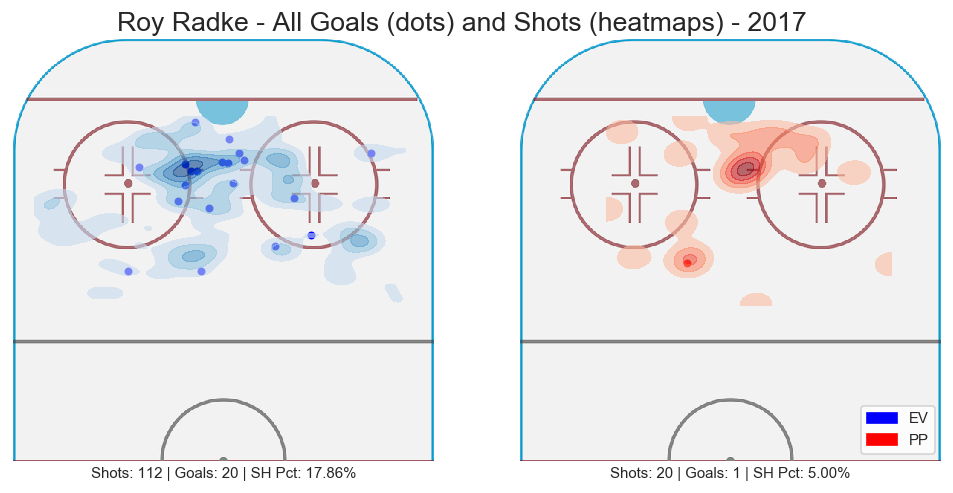 Roy Radke - All Goals (dots) and Shots (heatmaps) - 2017
EV
PP
Shots: 112 | Goals: 20 | SH Pct: 17.86%
Shots: 20 | Goals: 1 | SH Pct: 5.00%